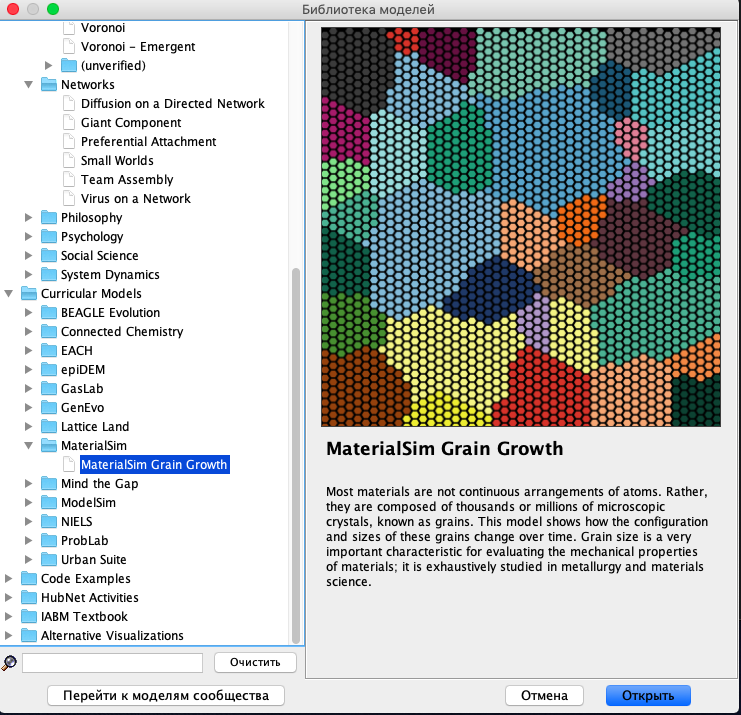 Библиотека моделей
Voronoi
Voronoi - Emergent
(unverified)
Networks
Diffusion on a Directed Network
Giant Component
Preferential Attachment
Small Worlds
Team Assembly
Virus on a Network
Philosophy
Psychology
Social Science
System Dynamics
Curricular Models
BEAGLE Evolution
Connected Chemistry
EACH
epiDEM
GasLab
GenEvo
Lattice Land
MaterialSim
MaterialSim Grain Growth
Mind the Gap
ModelSim
NIELS
ProbLab
Urban Suite
Code Examples
HubNet Activities
IABM Textbook
Alternative Visualizations
Очистить
MaterialSim Grain Growth
Most materials are not continuous arrangements of atoms. Rather,
they are composed of thousands or millions of microscopic
crystals, known as grains. This model shows how the configuration
and sizes of these grains change over time. Grain size is a very
important characteristic for evaluating the mechanical properties
of materials; it is exhaustively studied in metallurgy and materials
science.
Перейти к моделям сообщества
Отмена
Открыть